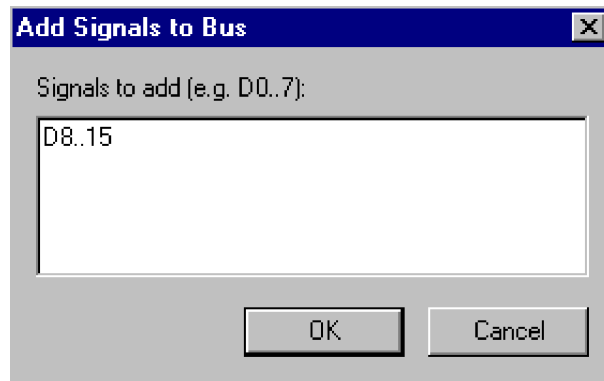 Add Signals to Bus
Signals to add (e.g. D0..7):
D8..15
OK
Cancel